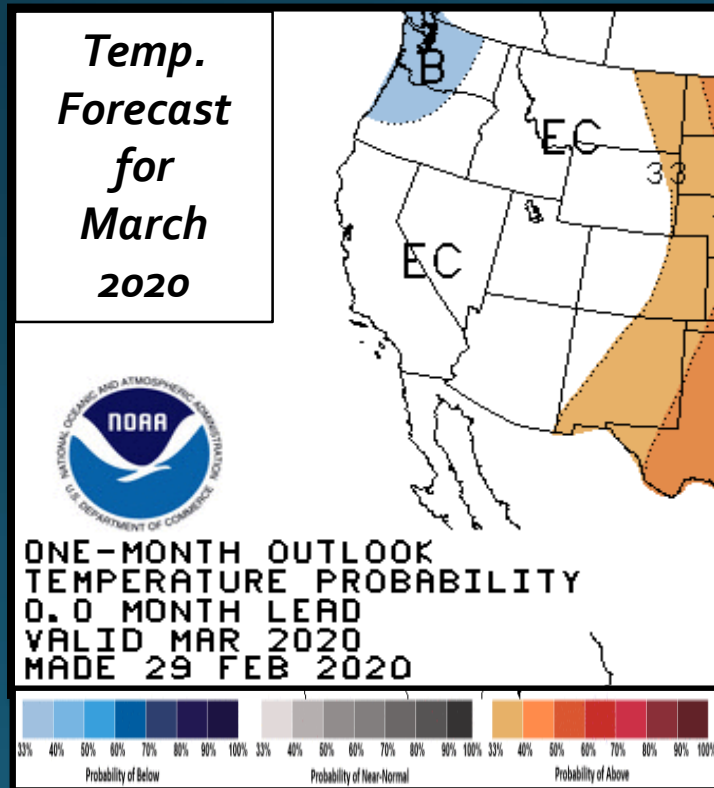 Temp.
Forecast
for
March
2020
B
EC
33
EC
NATIONAL OCEANIC AND ATMOSPHERIC ADMINISTRATION
NOAA
U.S. DEPARTMENT OF COMMERCE
ONE-MONTH OUTLOOK
TEMPERATURE PROBABILITY
0.0 MONTH LEAD
VALID MAR 2020
MADE 29 FEB 2020
33% 40% 50% 60% 70% 80% 90% 100% 33% 40% 50% 60% 70% 80% 90% 100% 33% 40% 50% 60% 70% 80% 90% 100%
Probability of Below Probability of Near-Normal Probability of Above